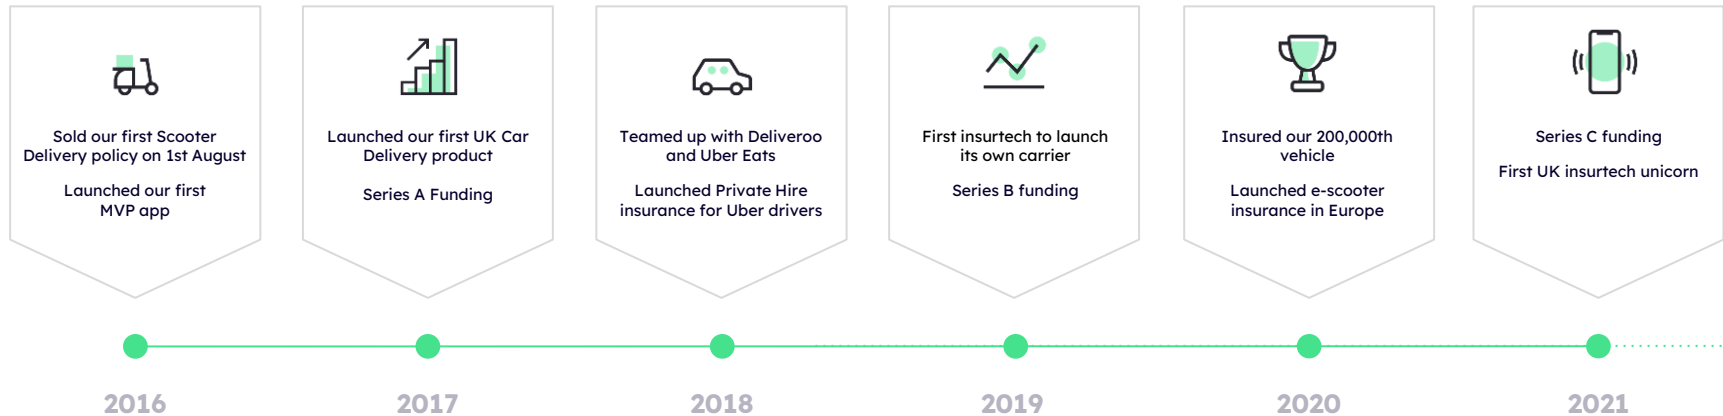 Sold our first Scooter
Delivery policy on 1st August
Launched our first
MVP app
2016
Launched our first UK Car
Delivery product
Series A Funding
2017
Teamed up with Deliveroo
and Uber Eats
Launched Private Hire
insurance for Uber drivers
2018
First insurtech to launch
its own carrier
Series B funding
2019
Insured our 200,000th
vehicle
Launched e-scooter
insurance in Europe
2020
Series C funding
First UK insurtech unicorn
2021